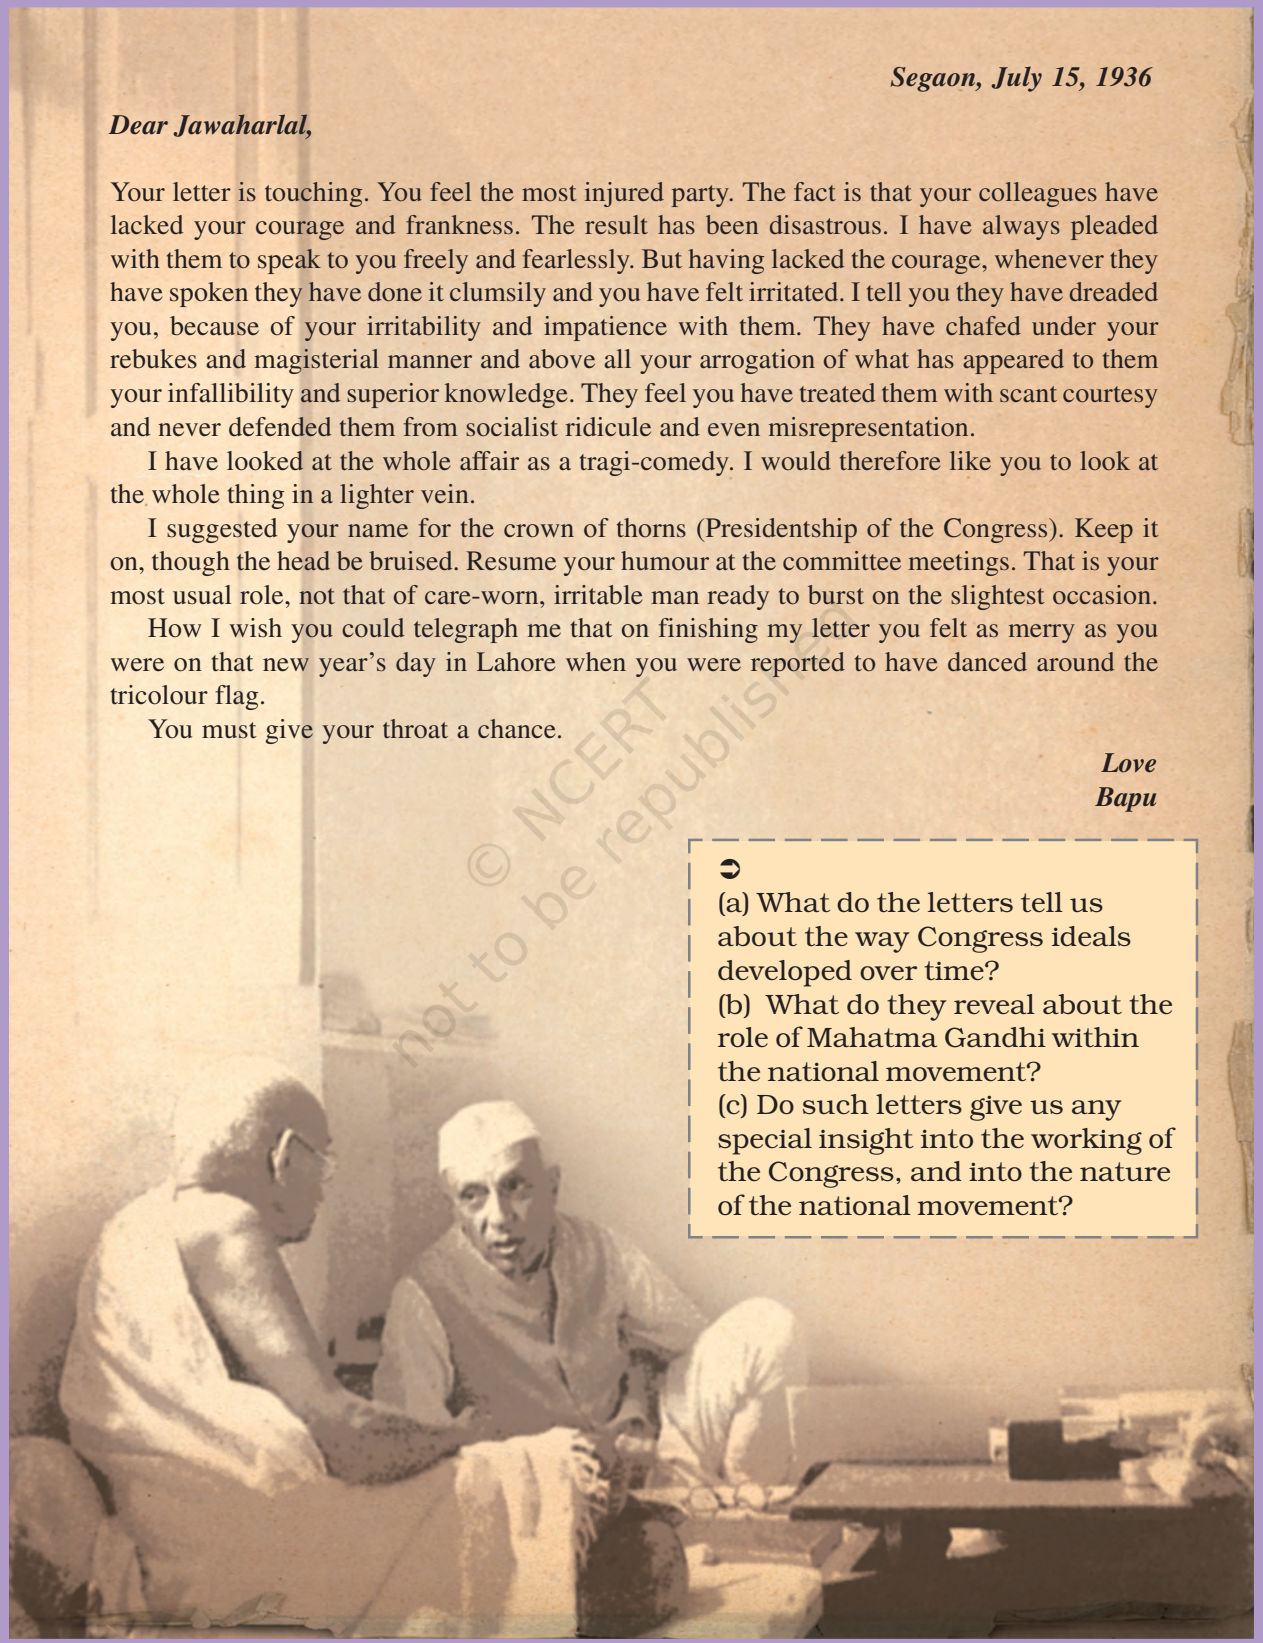 Segaon, July 15, 1936
Dear Jawaharlal,
Your letter is touching. You feel the most injured party. The fact is that your colleagues have
lacked your courage and frankness. The result has been disastrous. I have always pleaded
with them to speak to you freely and fearlessly. But having lacked the courage, whenever they
have spoken they have done it clumsily and you have felt irritated. I tell you they have dreaded
you, because of your irritability and impatience with them. They have chafed under your
rebukes and magisterial manner and above all your arrogation of what has appeared to them
your infallibility and superior knowledge. They feel you have treated them with scant courtesy
and never defended them from socialist ridicule and even misrepresentation.
I have looked at the whole affair as a tragi-comedy. I would therefore like you to look at
the whole thing in a lighter vein.
I suggested your name for the crown of thorns (Presidentship of the Congress). Keep it
on, though the head be bruised. Resume your humour at the committee meetings. That is your
most usual role, not that of care-worn, irritable man ready to burst on the slightest occasion.
How I wish you could telegraph me that on finishing my letter you felt as merry as you
were on that new year's day in Lahore when you were reported to have danced around the
tricolour flag.
You must give your throat a chance.
Love
Bapu
© NCERT
not to be republished
(a) What do the letters tell us
about the way Congress ideals
developed over time?
(b) What do they reveal about the
role of Mahatma Gandhi within
the national movement?
(c) Do such letters give us any
special insight into the working of
the Congress, and into the nature
of the national movement?